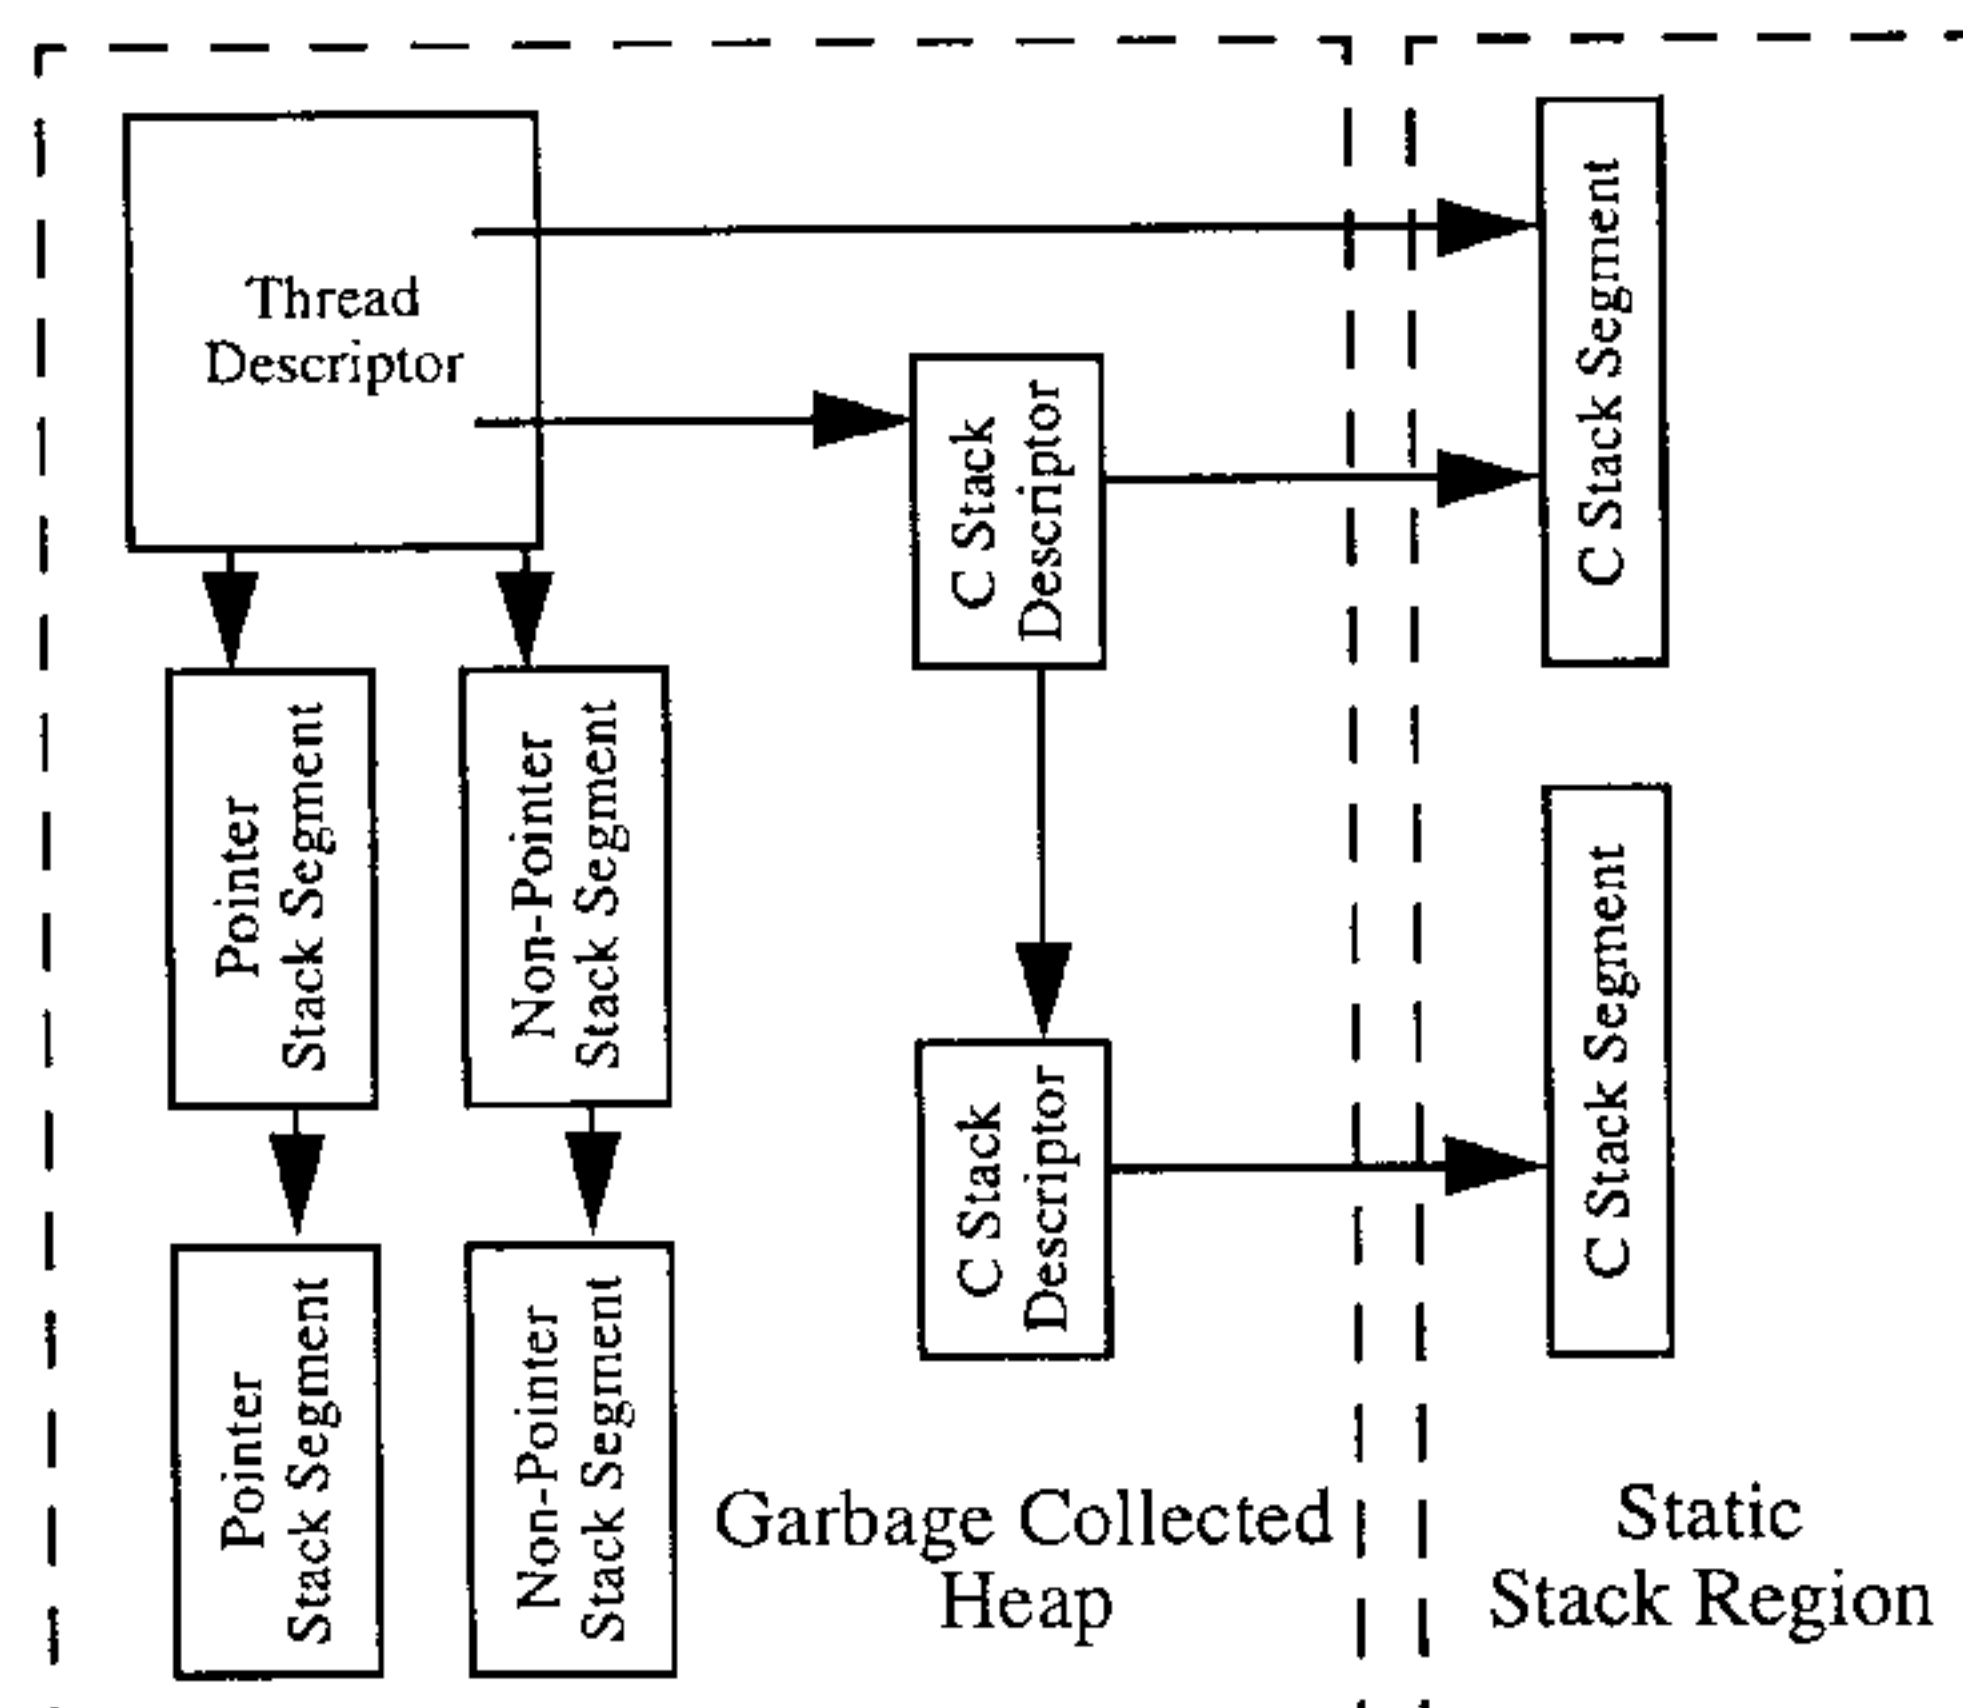 Thread
Descriptor
C Stack Segment
C Stack
Descriptor
Pointer
Stack Segment
Non-Pointer
Stack Segment
C Stack Segment
C Stack
Descriptor
Pointer
Stack Segment
Non-Pointer
Stack Segment
Garbage Collected
Heap
Static
Stack Region